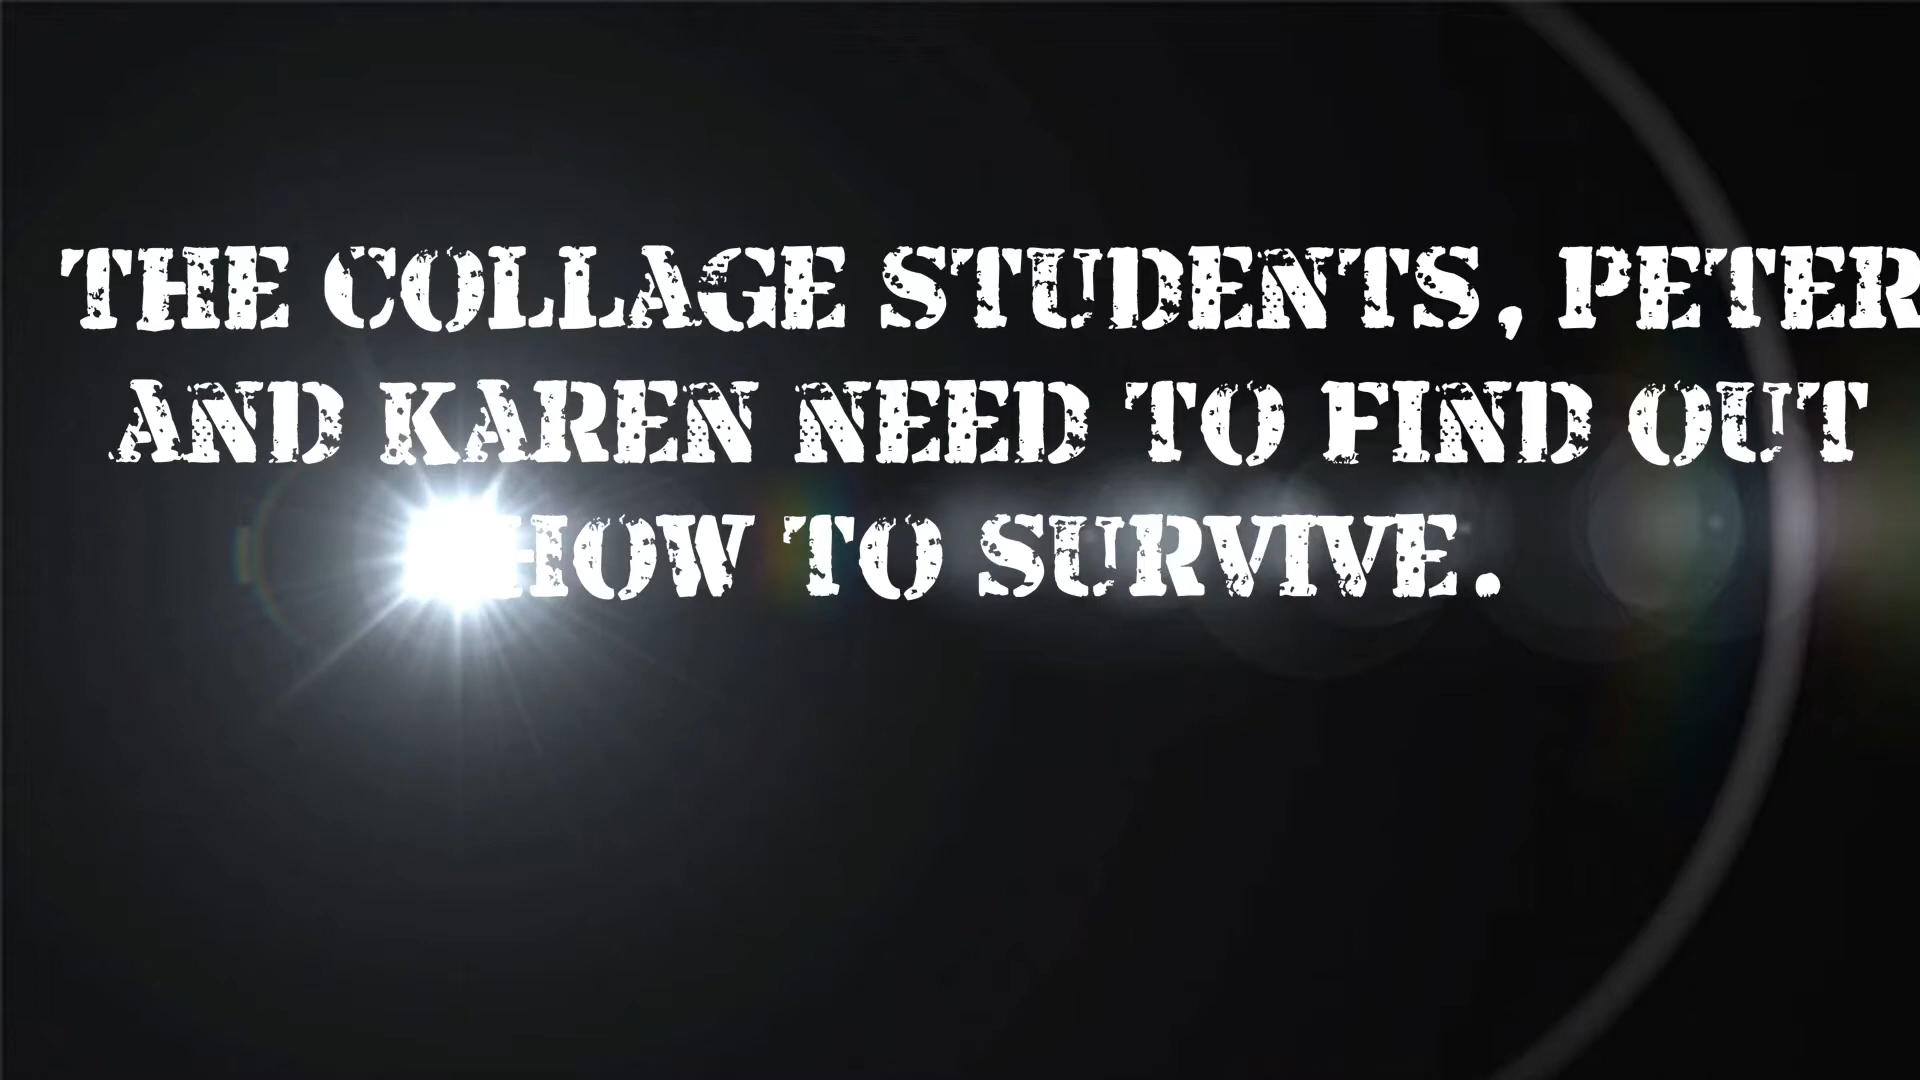 THE COLLAGE STUDENTS, PETER
AND KAREN NEED TO FIND OUT
HOW TO SURVIVE.